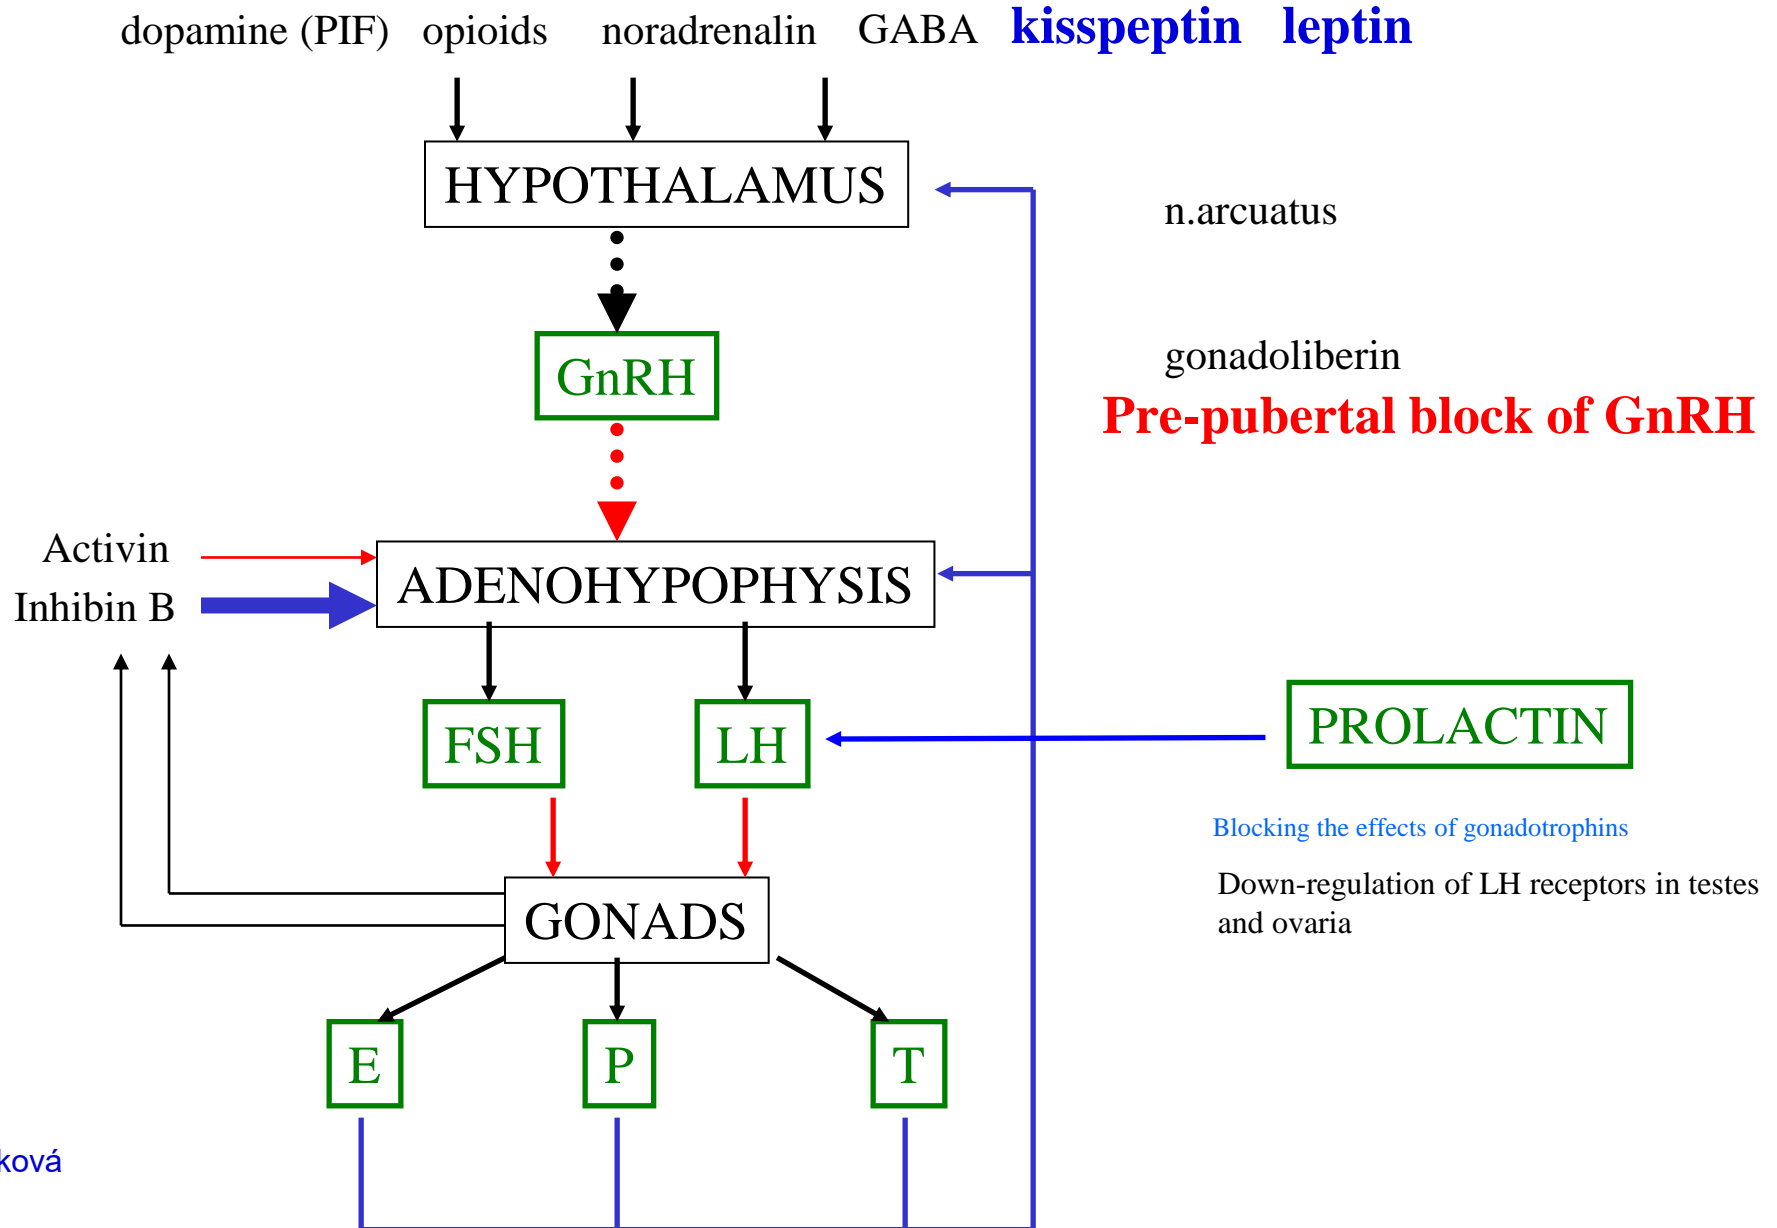 dopamine (PIF) opioids noradrenalin GABA kisspeptin leptin
HYPOTHALAMUS
n.arcuatus
GnRH
gonadoliberin
Pre-pubertal block of GnRH
Activin
Inhibin B
ADENOHYPOPHYSIS
FSH
LH
PROLACTIN
Blocking the effects of gonadotrophins
Down-regulation of LH receptors in testes
and ovaria
GONADS
E
P
T
ková